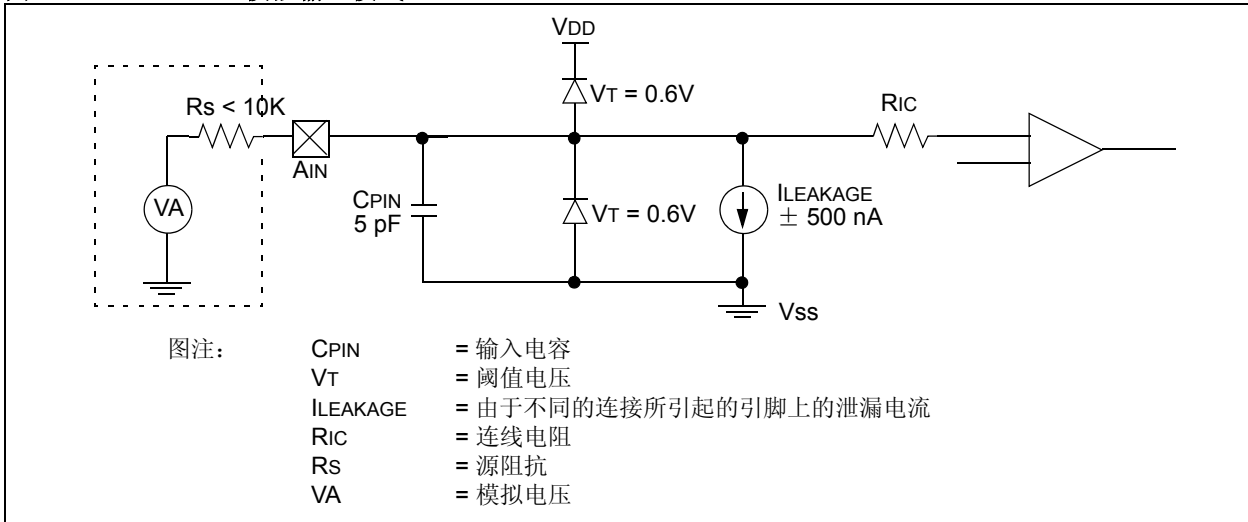 VDD
VT = 0.6V
RIC
Rs < 10K
AIN
CPIN
5 pF
VA
VT = 0.6V
ILEAKAGE
± 500 nA
Vss
图注：
CPIN = 输入电容
VT = 阈值电压
ILEAKAGE = 由于不同的连接所引起的引脚上的泄漏电流
RIC = 连线电阻
RS = 源阻抗
VA = 模拟电压